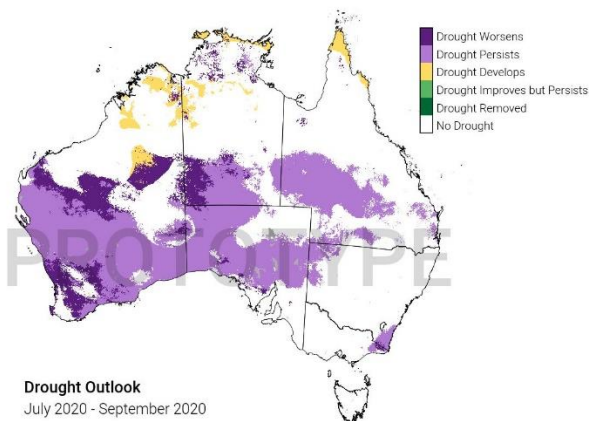 Drought Worsens
Drought Persists
Drought Develops
Drought Improves but Persists
Drought Removed
No Drought
PROTOTYPE
Drought Outlook
July 2020 - September 2020